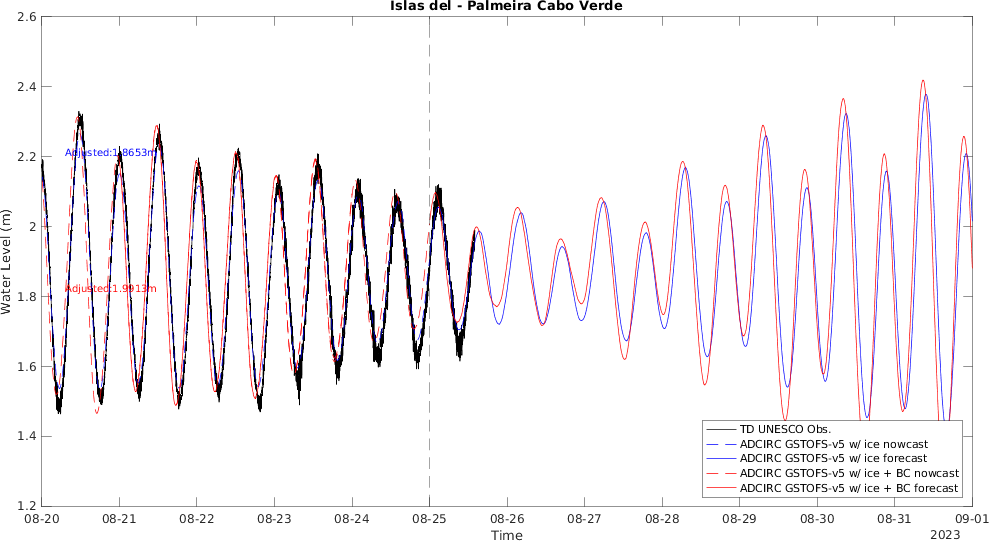 Islas del - Palmeira Cabo Verde
2.6
2.4
2.2
2
1.8
1.6
1.4
1.2
Water Level (m)
Adjusted:1.8653m
Adjusted:1.9913m
TD UNESCO Obs.
ADCIRC GSTOFS-v5 w/ ice nowcast
ADCIRC GSTOFS-v5 w/ ice forecast
ADCIRC GSTOFS-v5 w/ ice + BC nowcast
ADCIRC GSTOFS-v5 w/ ice + BC forecast
08-20 08-21 08-22 08-23 08-24 08-25 08-26 08-27 08-28 08-29 08-30 08-31 09-01
Time
2023